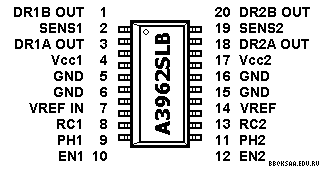 DR1B OUT 1 20 DR2B OUT
SENS1 2 19 SENS2
DR1A OUT 3 18 DR2A OUT
Vcc1 4 17 Vcc2
GND 5 16 GND
GND 6 15 GND
VREF IN 7 14 VREF
RC1 8 13 RC2
PH1 9 11 PH2
EN1 10 12 EN2
A3962SLB
BBCKSAA.EDU.RU